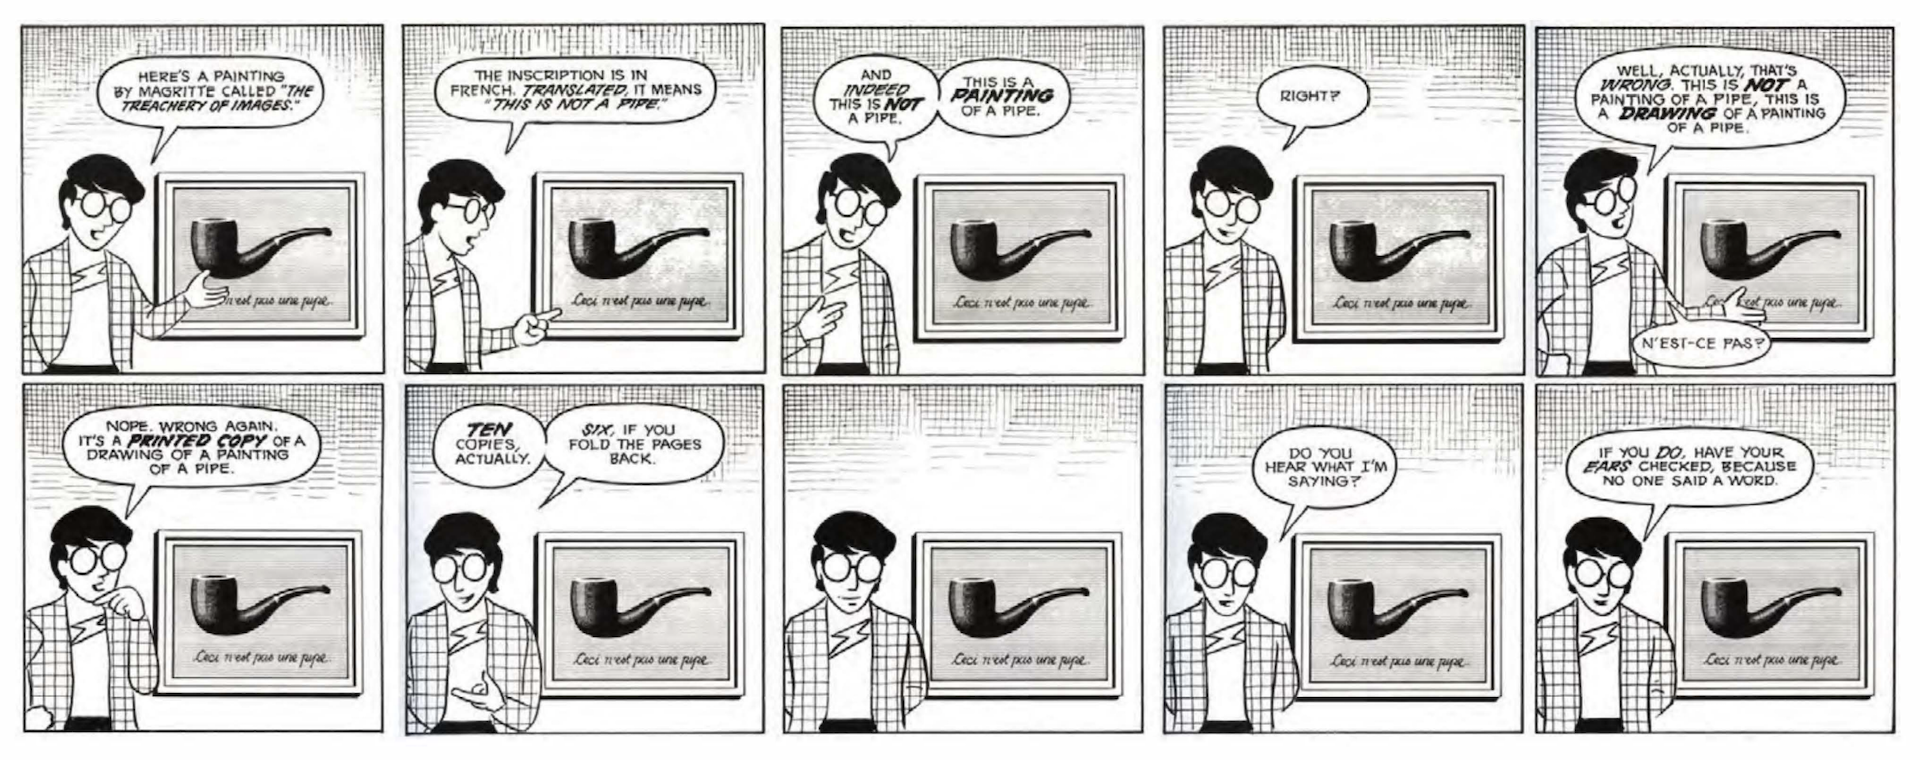 HERE'S A PAINTING
BY MAGRITTE CALLED "THE
TREACHERY OF IMAGES."
n'est pas une pipe.
THE INSCRIPTION IS IN
FRENCH. TRANSLATED, IT MEANS
"THIS IS NOT A PIPE."
Ceci n'est pas une pipe.
AND
INDEED
THIS IS NOT
A PIPE.
THIS IS A
PAINTING
OF A PIPE.
Ceci n'est pas une pipe.
RIGHT?
Ceci n'est pas une pipe.
WELL, ACTUALLY, THAT'S
WRONG. THIS IS NOT A
PAINTING OF A PIPE, THIS IS
A DRAWING OF A PAINTING
OF A PIPE.
Ceci n'est pas une pipe.
N'EST-CE PAS?
NOPE. WRONG AGAIN.
IT'S A PRINTED COPY OF A
DRAWING OF A PAINTING
OF A PIPE.
Ceci n'est pas une pipe.
TEN
COPIES,
ACTUALLY.
SIX, IF YOU
FOLD THE PAGES
BACK.
Ceci n'est pas une pipe.
Ceci n'est pas une pipe.
DO YOU
HEAR WHAT I'M
SAYING?
Ceci n'est pas une pipe.
IF YOU DO, HAVE YOUR
EARS CHECKED, BECAUSE
NO ONE SAID A WORD.
Ceci n'est pas une pipe.